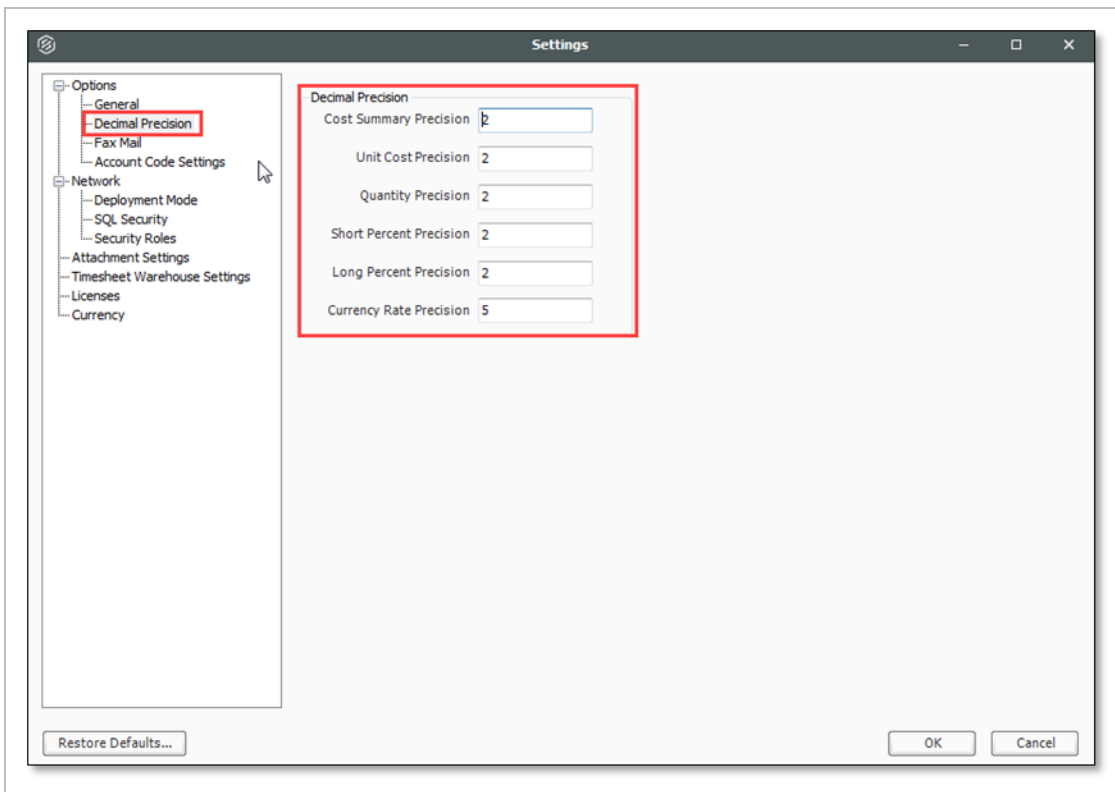 Settings
Options
General
Decimal Precision
Fax Mail
Account Code Settings
Network
Deployment Mode
SQL Security
Security Roles
Attachment Settings
Timesheet Warehouse Settings
Licenses
Currency
Decimal Precision
Cost Summary Precision 2
Unit Cost Precision 2
Quantity Precision 2
Short Percent Precision 2
Long Percent Precision 2
Currency Rate Precision 5
Restore Defaults... OK Cancel